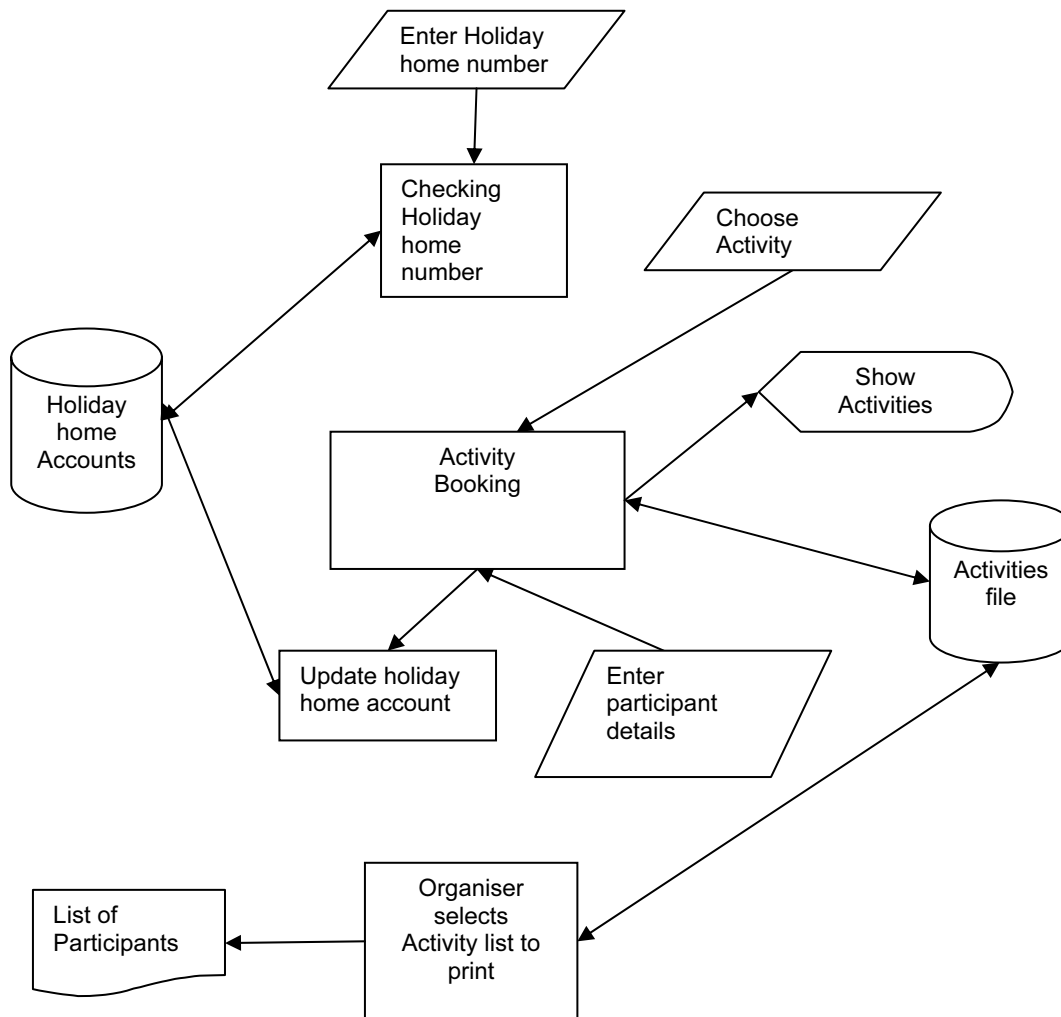 Enter Holiday
home number
Checking
Holiday
home
number
Choose
Activity
Show
Activities
Holiday
home
Accounts
Activity
Booking
Activities
file
Update holiday
home account
Enter
participant
details
List of
Participants
Organiser
selects
Activity list to
print